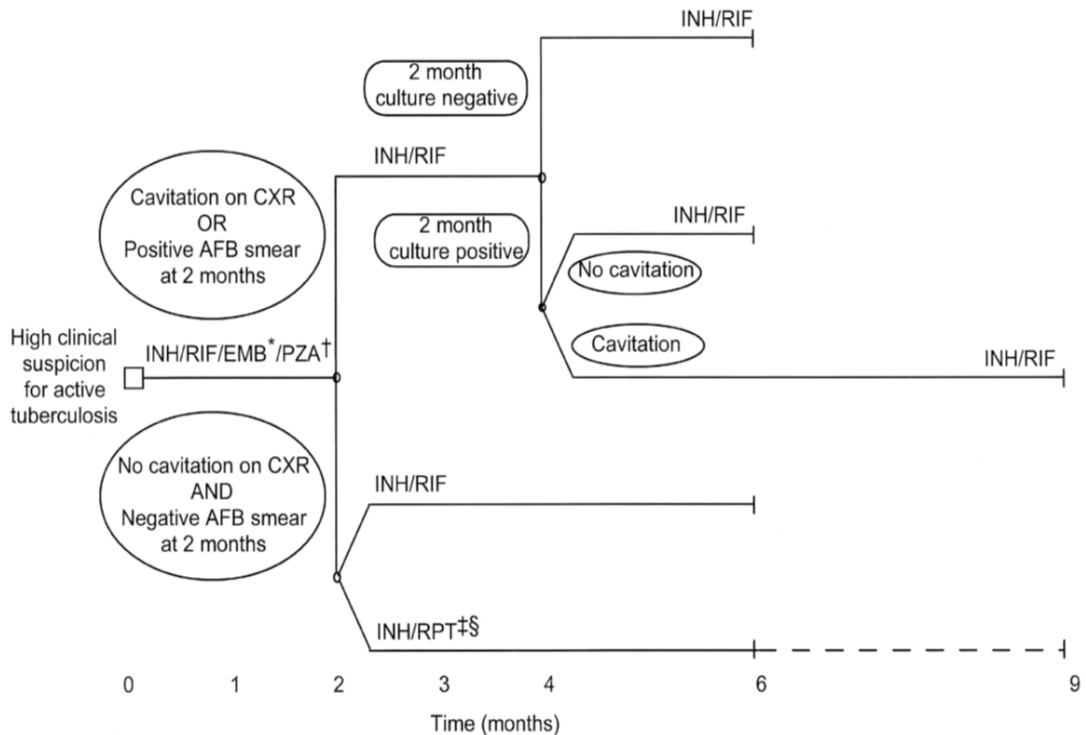 INH/RIF
2 month
culture negative
INH/RIF
Cavitation on CXR
OR
Positive AFB smear
at 2 months
2 month
culture positive
INH/RIF
No cavitation
Cavitation
INH/RIF
High clinical
suspicion
for active
tuberculosis
INH/RIF/EMB*/PZA†
No cavitation on CXR
AND
Negative AFB smear
at 2 months
INH/RIF
INH/RPT‡§
0 1 2 3 4 6 9
Time (months)